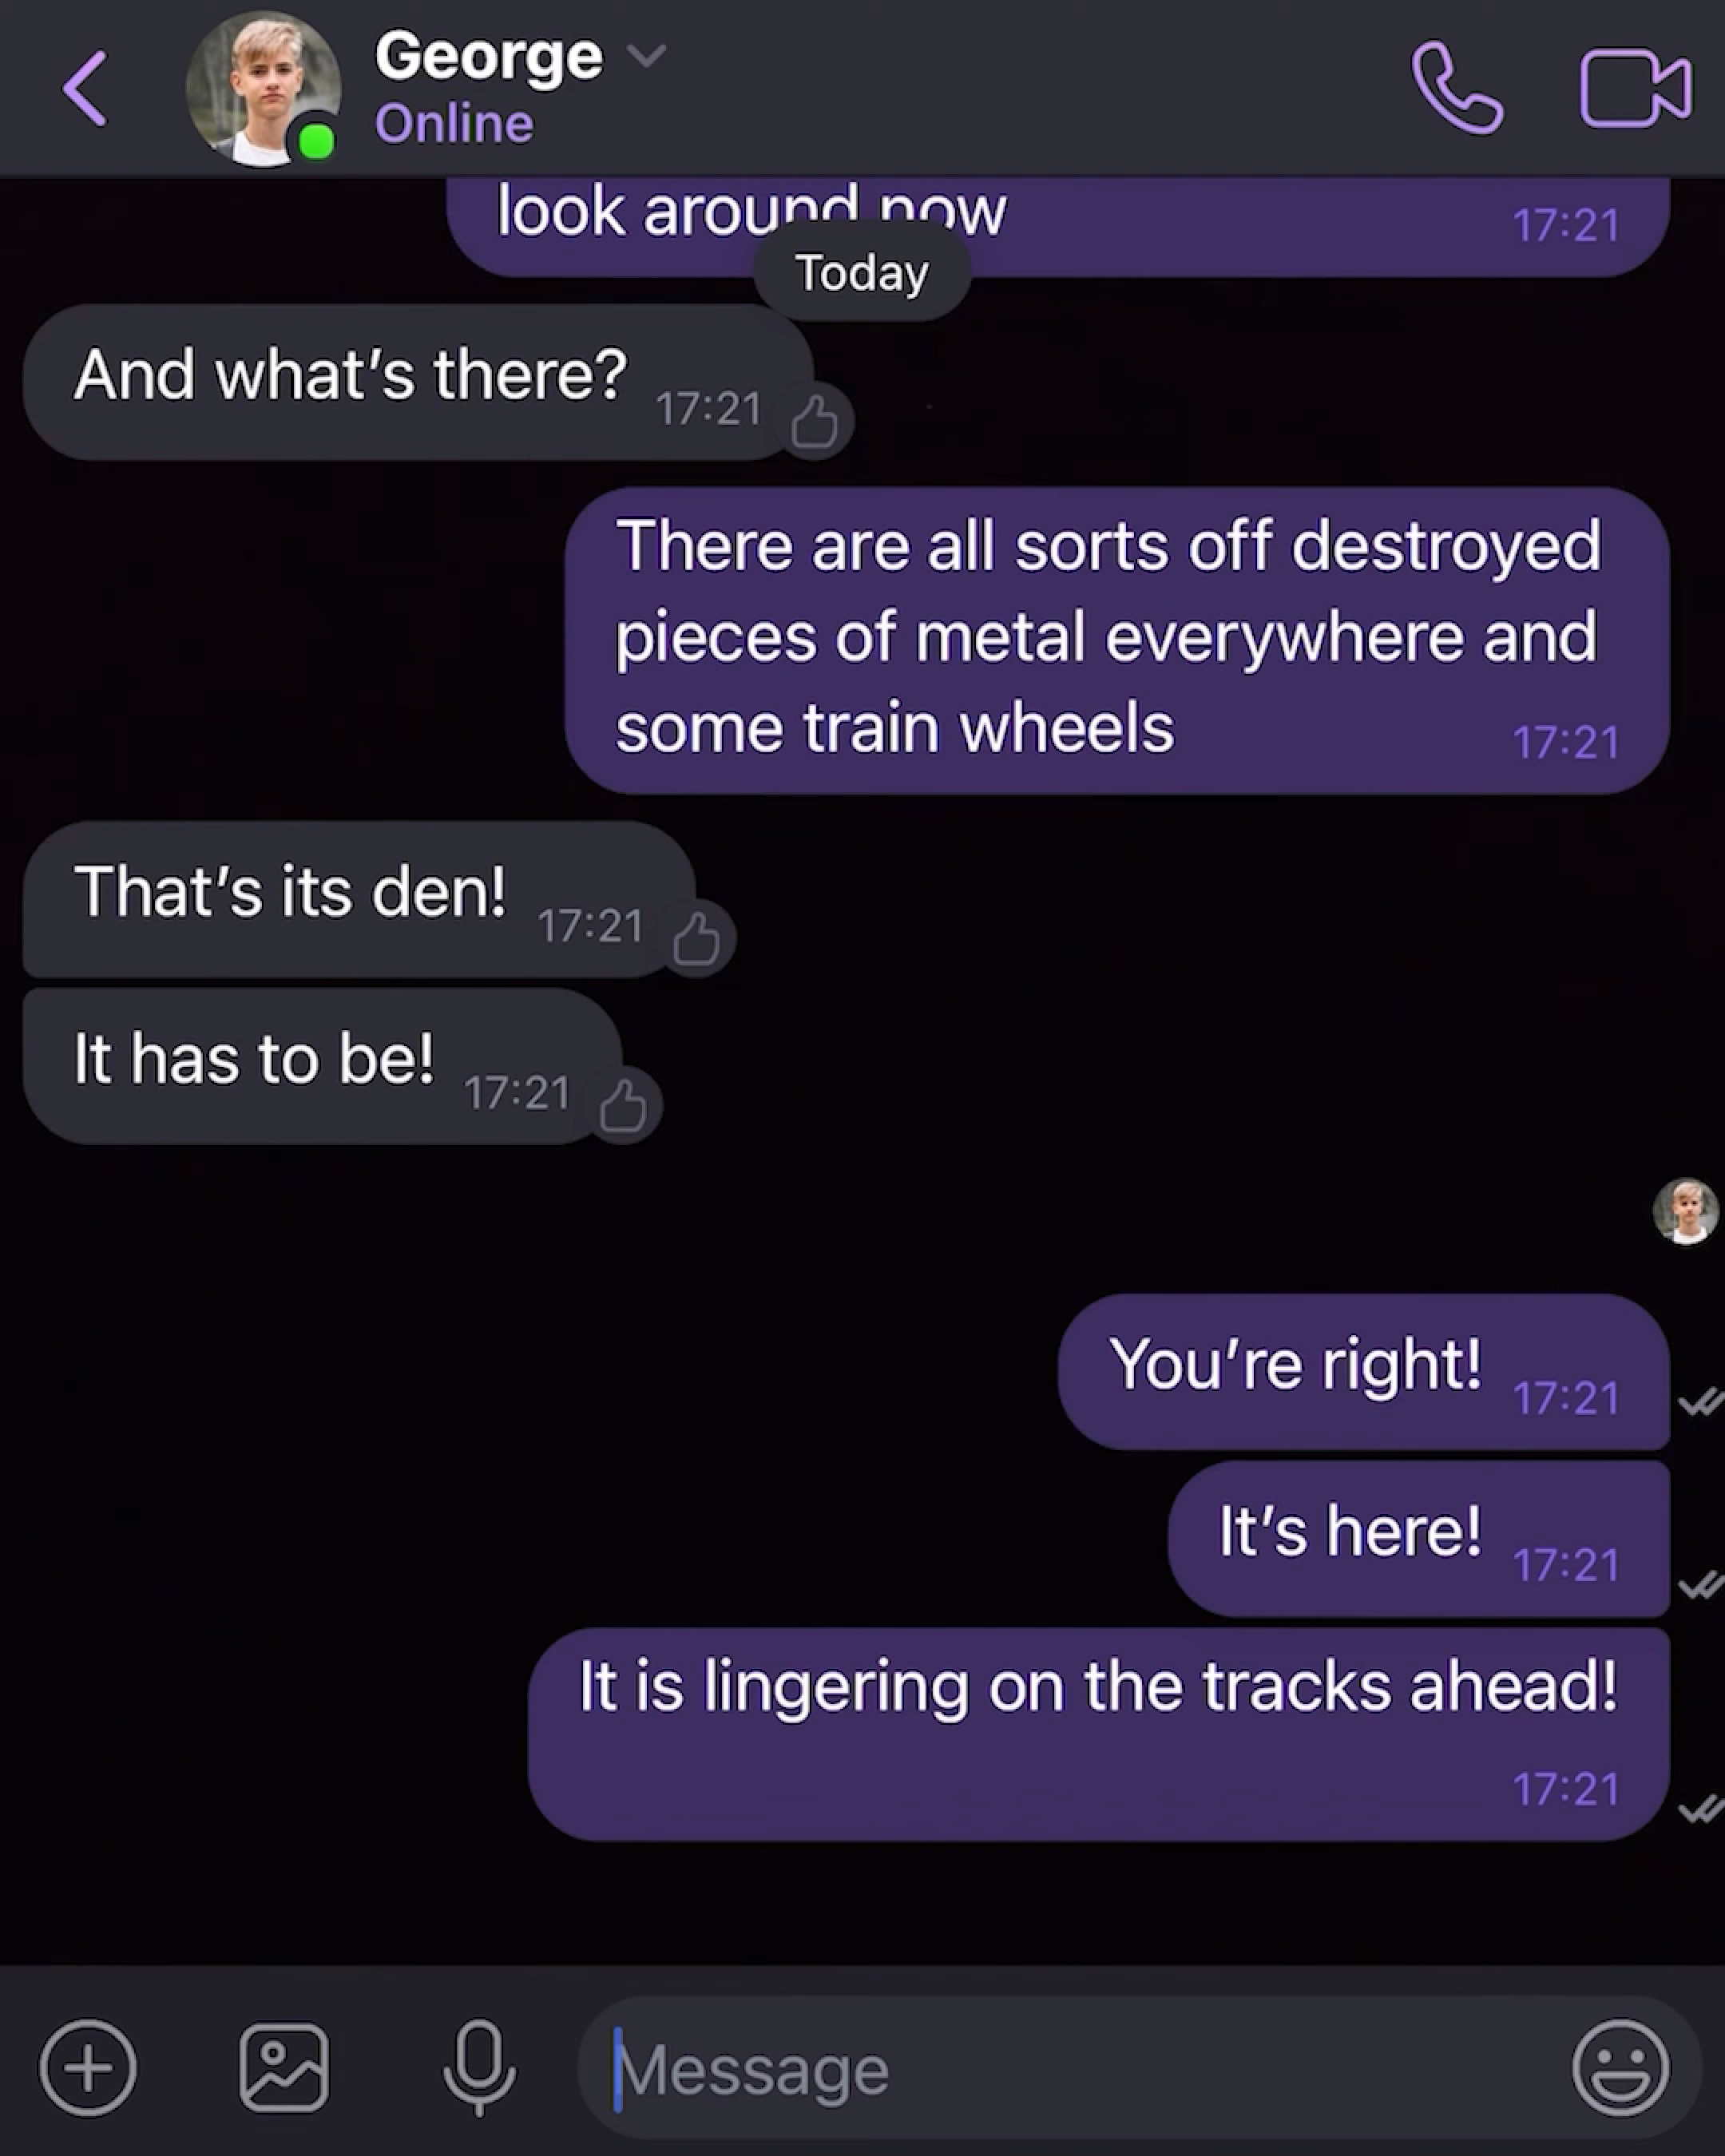 George
Online
look around now
17:21
Today
And what's there?
17:21
There are all sorts off destroyed
pieces of metal everywhere and
some train wheels
17:21
That's its den!
17:21
It has to be!
17:21
You're right!
17:21
It's here!
17:21
It is lingering on the tracks ahead!
17:21
Message